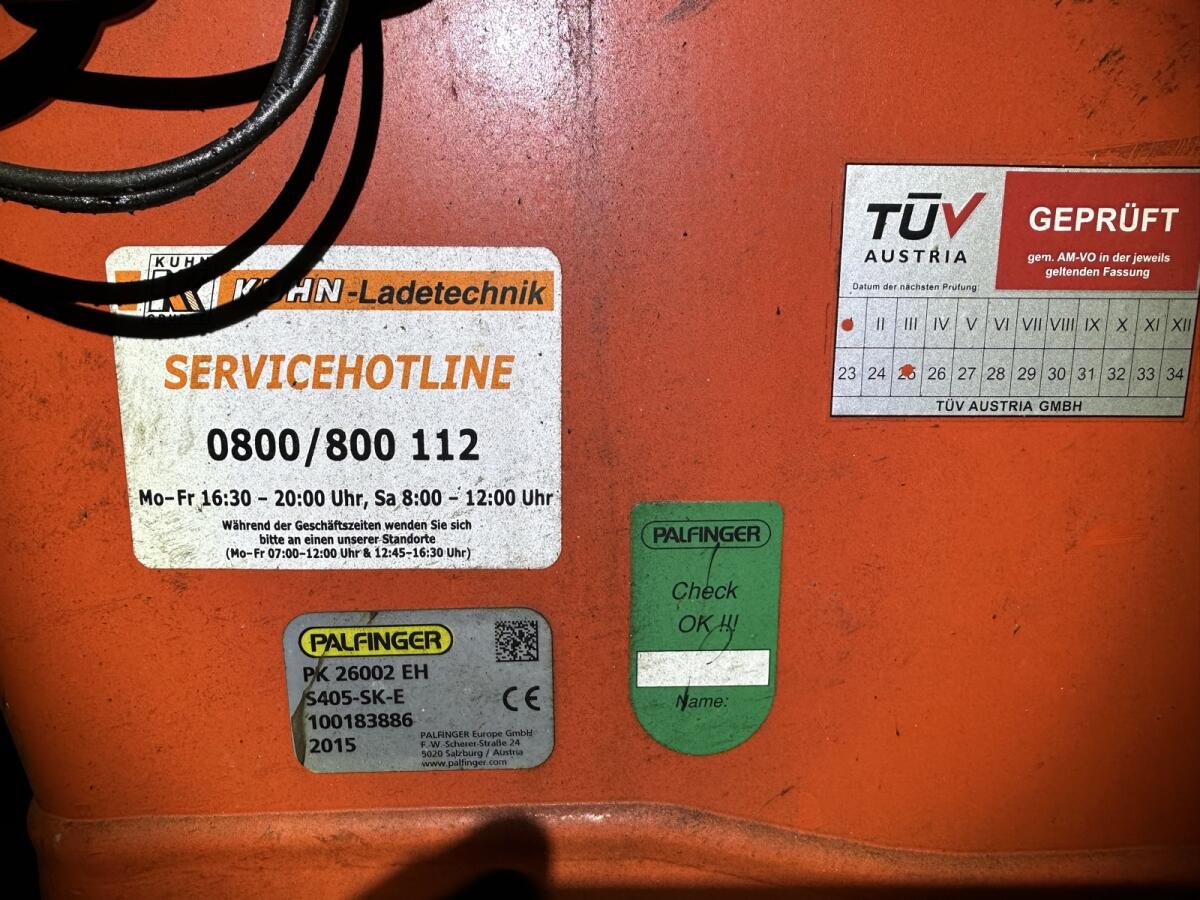 KUHN
KUHN-Ladetechnik
SERVICEHOTLINE
0800/800 112
Mo-Fr 16:30 - 20:00 Uhr, Sa 8:00 - 12:00 Uhr
Während der Geschäftszeiten wenden Sie sich
bitte an einen unserer Standorte
(Mo-Fr 07:00-12:00 Uhr & 12:45-16:30 Uhr)
TÜV
AUSTRIA
GEPRÜFT
gem. AM-VO in der jeweils
geltenden Fassung
Datum der nächsten Prüfung:
II III IV V VI VII VIII IX X XI XII
23 24 25 26 27 28 29 30 31 32 33 34
TÜV AUSTRIA GMBH
PALFINGER
Check
OK !!!
Name:
PALFINGER
PK 26002 EH
S405-SK-E
CE
100183886
2015
PALFINGER Europe GmbH
F.-W.-Scherer-Straße 24
5020 Salzburg / Austria
www.palfinger.com